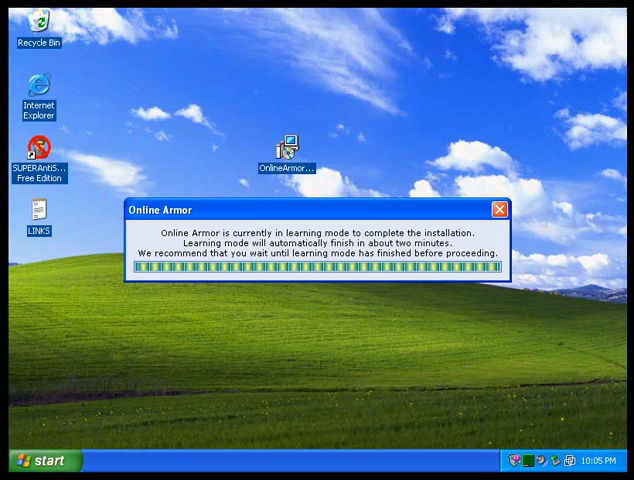 Recycle Bin
Internet
Explorer
SUPERAntiS...
Free Edition
OnlineArmor...
LINKS
Online Armor
Online Armor is currently in learning mode to complete the installation.
Learning mode will automatically finish in about two minutes.
We recommend that you wait until learning mode has finished before proceeding.
start
10:05 PM